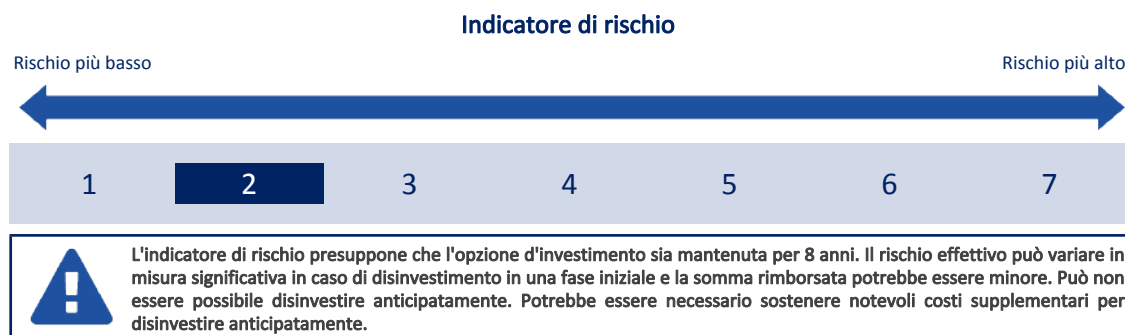 Indicatore di rischio
Rischio più basso
Rischio più alto
1 2 3 4 5 6 7
L'indicatore di rischio presuppone che l'opzione d'investimento sia mantenuta per 8 anni. Il rischio effettivo può variare in
misura significativa in caso di disinvestimento in una fase iniziale e la somma rimborsata potrebbe essere minore. Può non
essere possibile disinvestire anticipatamente. Potrebbe essere necessario sostenere notevoli costi supplementari per
disinvestire anticipatamente.